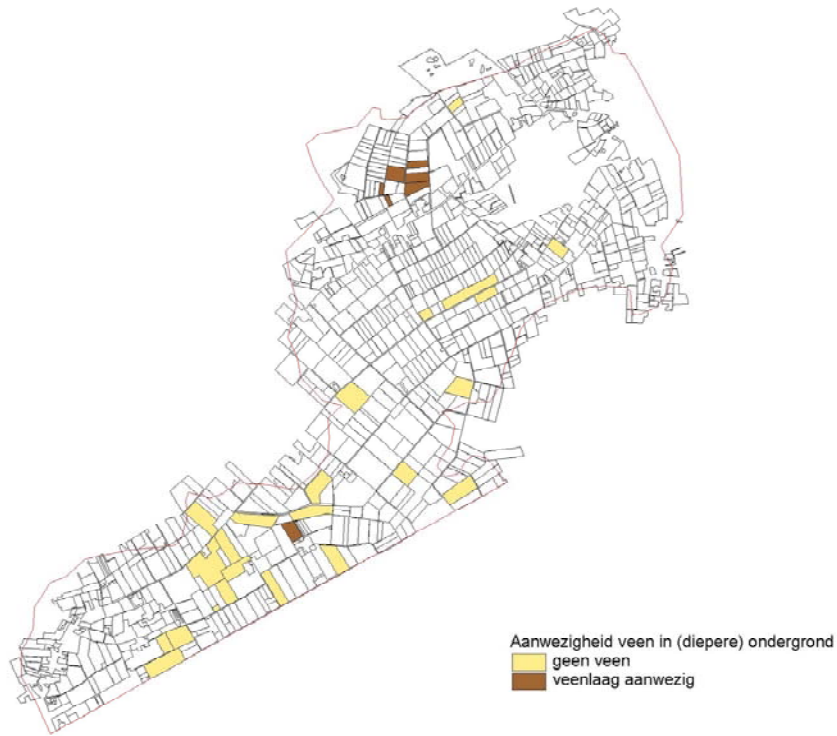 Aanwezigheid veen in (diepere) ondergrond
geen veen
veenlaag aanwezig